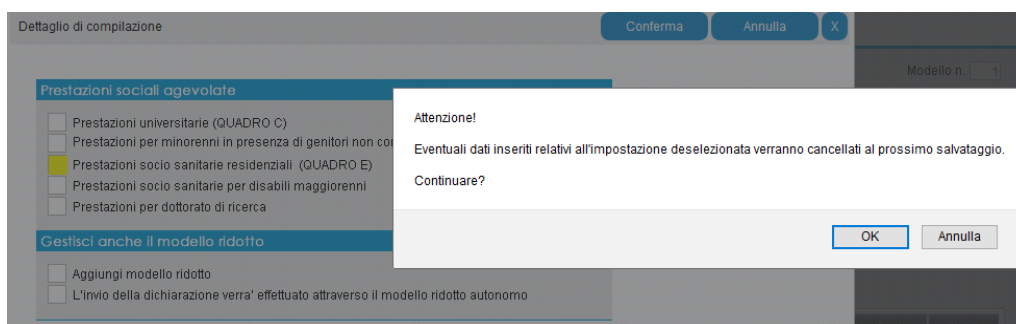 Dettaglio di compilazione
Conferma
Annulla
X
Modello n. 1
Prestazioni sociali agevolate
Prestazioni universitarie (QUADRO C)
Prestazioni per minorenni in presenza di genitori non
Prestazioni socio sanitarie residenziali (QUADRO E)
Prestazioni socio sanitarie per disabili maggiorenni
Prestazioni per dottorato di ricerca
Gestisci anche il modello ridotto
Aggiungi modello ridotto
L'invio della dichiarazione verra' effettuato attraverso il modello ridotto autonomo
Attenzione!
Eventuali dati inseriti relativi all'impostazione deselezionata verranno cancellati al prossimo salvataggio.
Continuare?
OK
Annulla